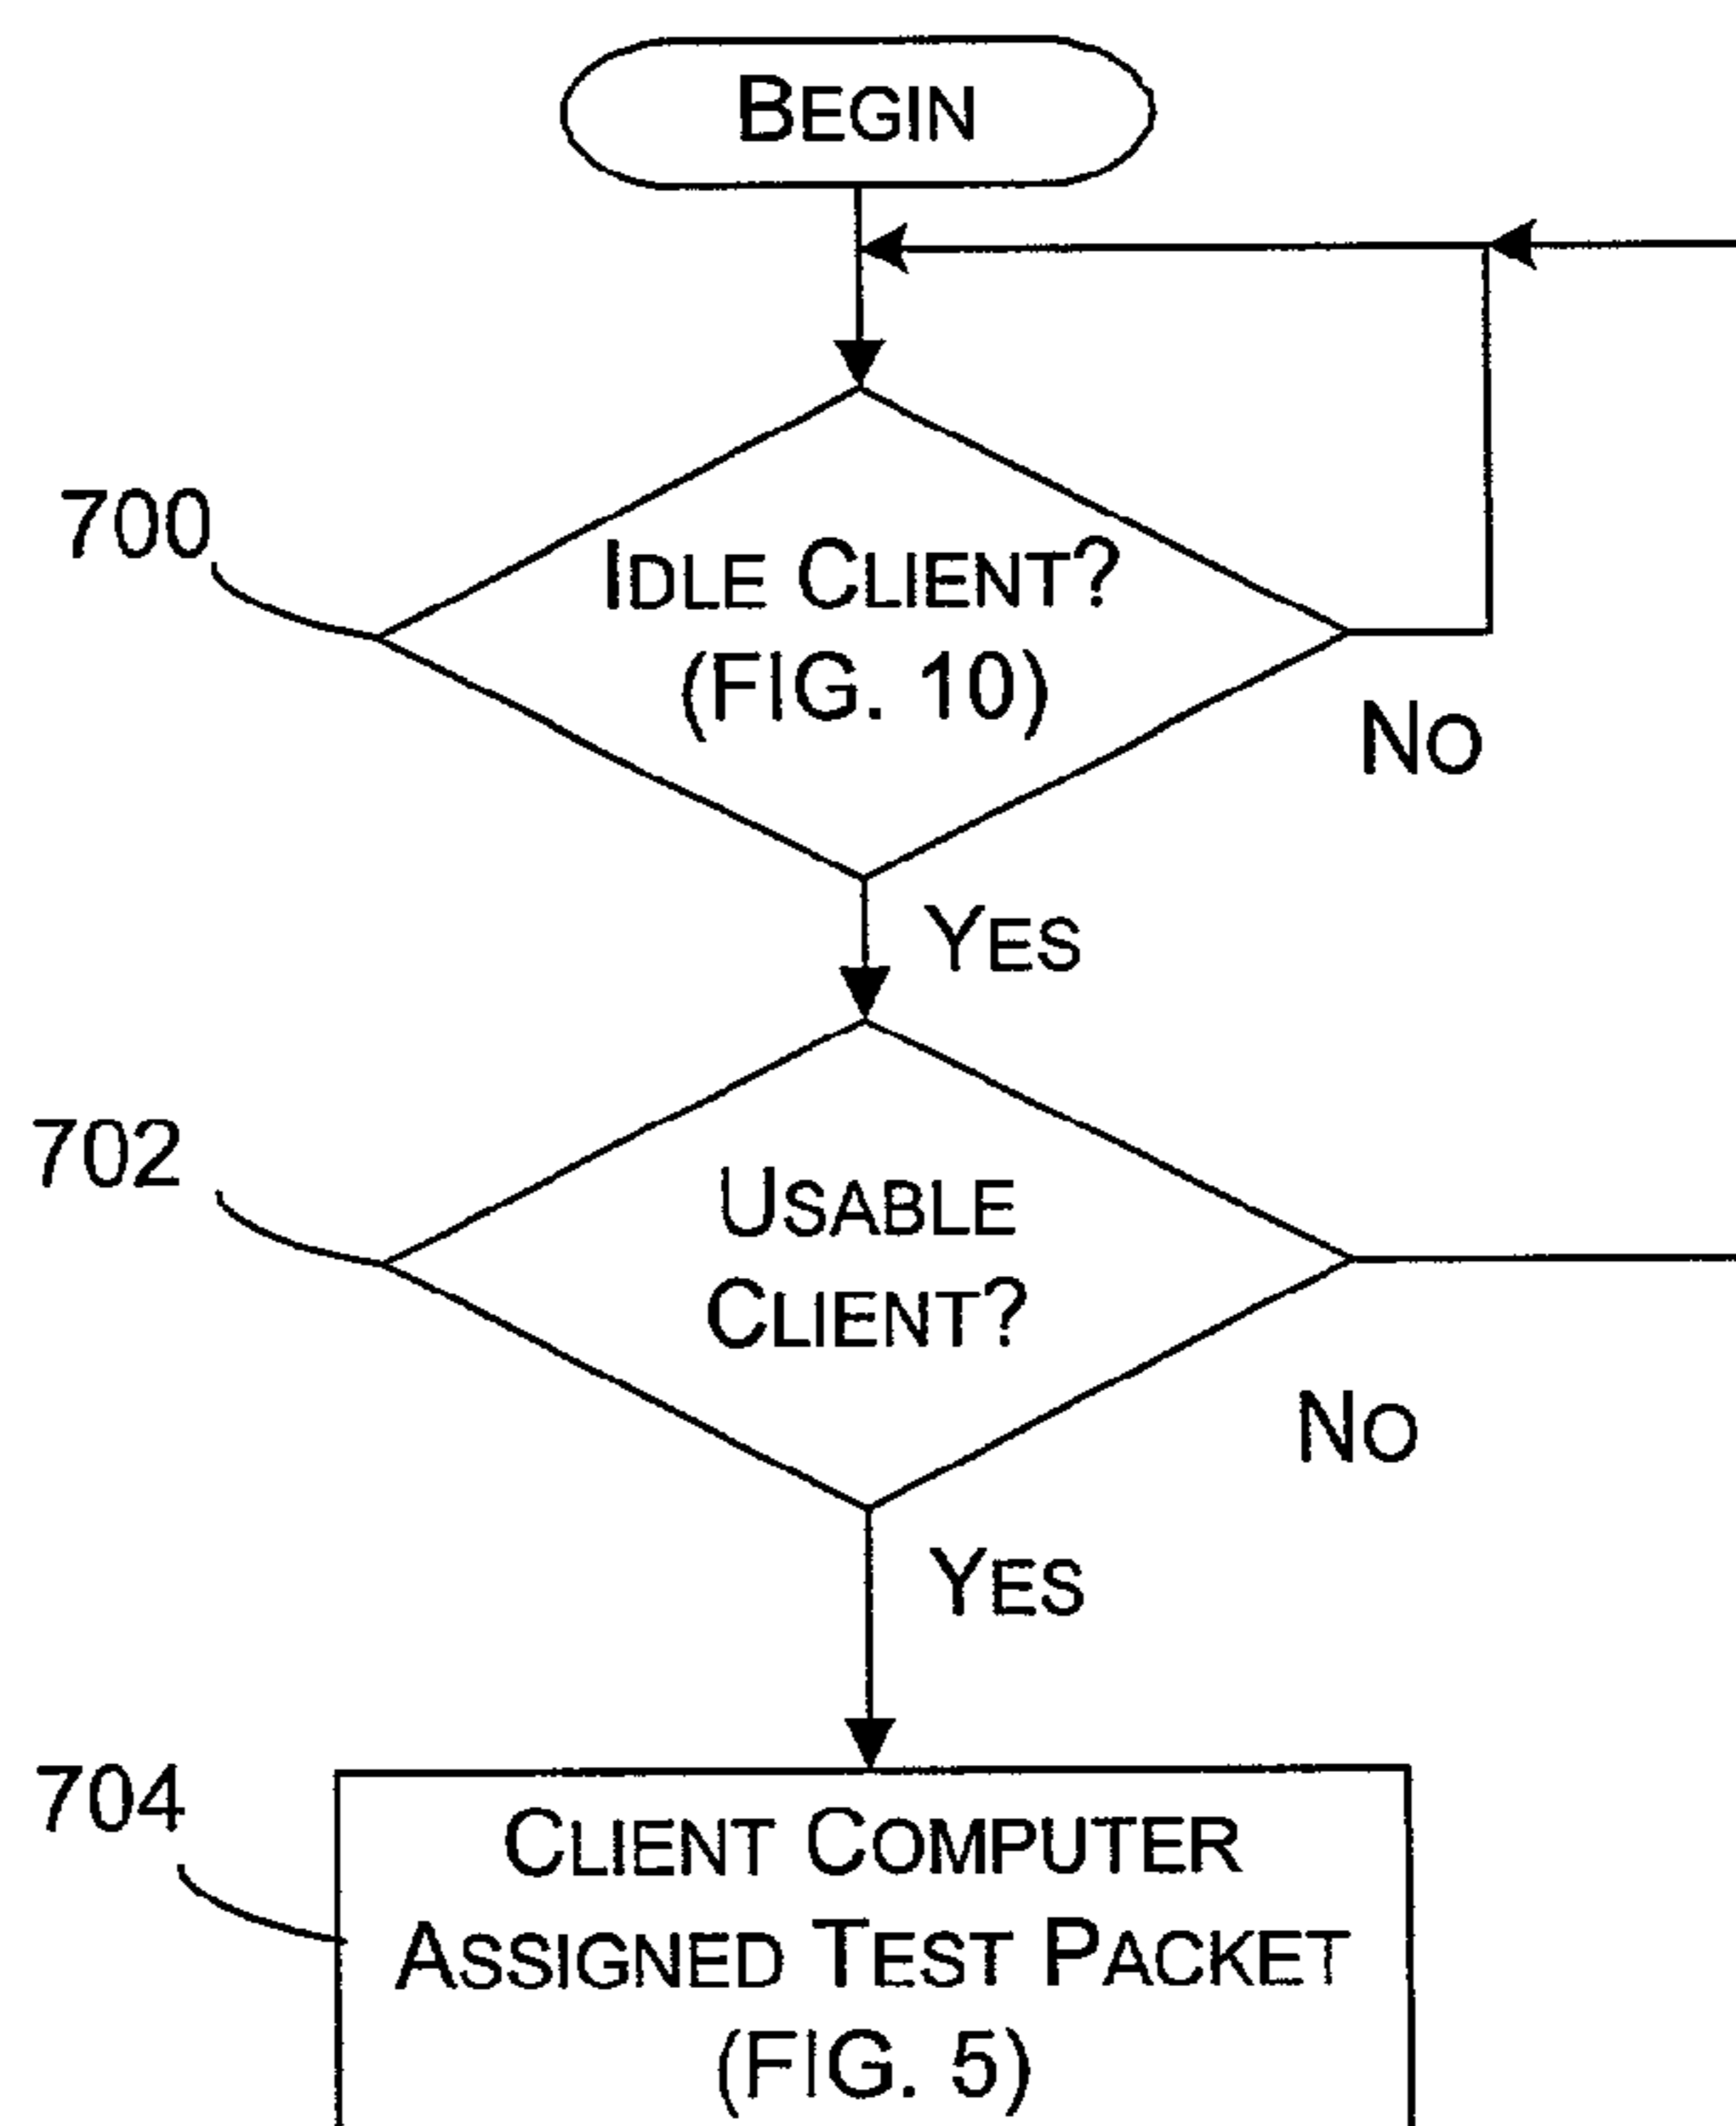 BEGIN
700
IDLE CLIENT?
(FIG. 10)
NO
YES
702
USABLE
CLIENT?
NO
YES
704
CLIENT COMPUTER
ASSIGNED TEST PACKET
(FIG. 5)